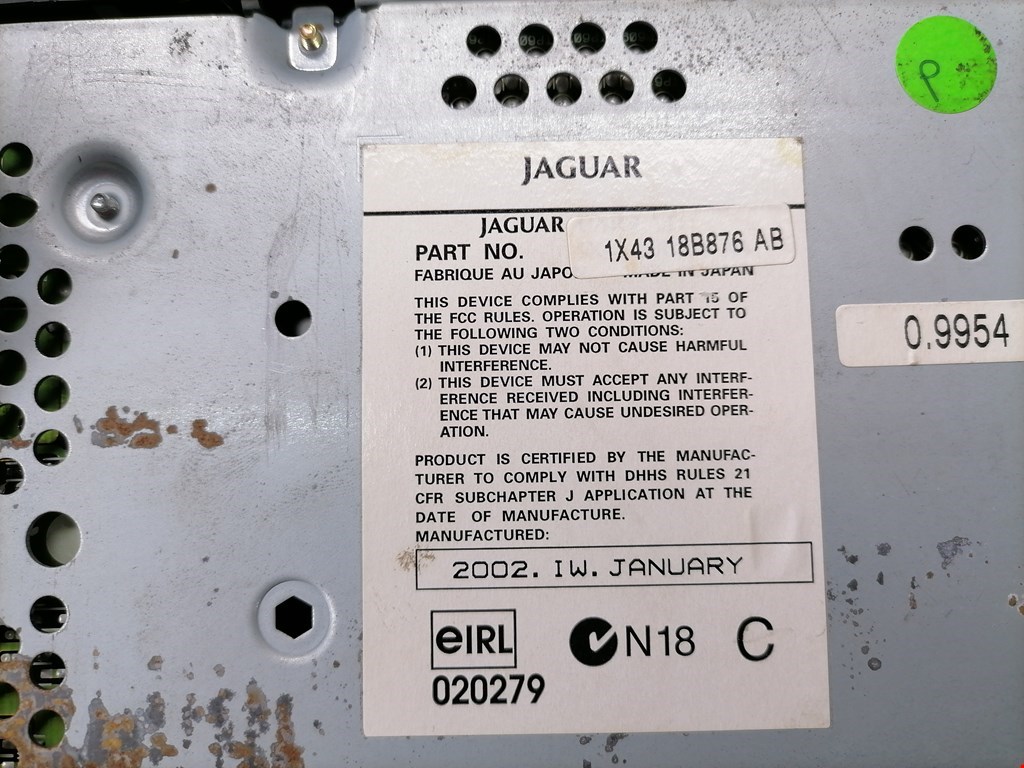 P
JAGUAR
JAGUAR
PART NO. 1X43 18B876 AB
FABRIQUE AU JAPO MADE IN JAPAN
THIS DEVICE COMPLIES WITH PART 15 OF
THE FCC RULES. OPERATION IS SUBJECT TO
THE FOLLOWING TWO CONDITIONS:
(1) THIS DEVICE MAY NOT CAUSE HARMFUL
INTERFERENCE.
(2) THIS DEVICE MUST ACCEPT ANY INTERF-
ERENCE RECEIVED INCLUDING INTERFER-
ENCE THAT MAY CAUSE UNDESIRED OPER-
ATION.
PRODUCT IS CERTIFIED BY THE MANUFAC-
TURER TO COMPLY WITH DHHS RULES 21
CFR SUBCHAPTER J APPLICATION AT THE
DATE OF MANUFACTURE.
MANUFACTURED:
2002. IW. JANUARY
eIRL
020279
N18 C
0.9954